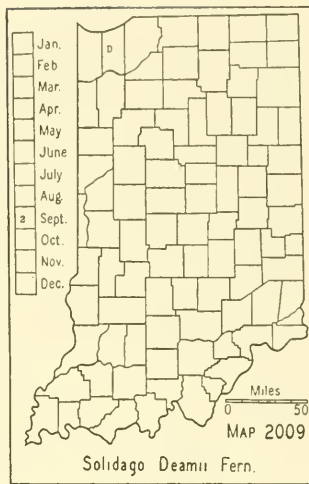 Jan.
D
Feb
Mar.
Apr.
May
June
July
Aug.
2 Sept.
Oct.
Nov.
Dec.
Miles
0 50
MAP 2009
Solidago Deamii Fern.